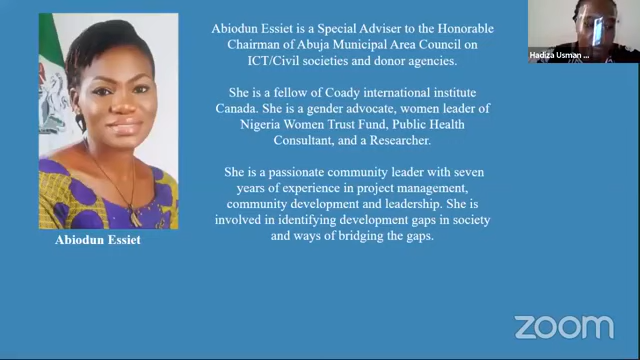 Abiodun Essiet is a Special Adviser to the Honorable
Chairman of Abuja Municipal Area Council on
ICT/Civil societies and donor agencies.
She is a fellow of Coady international institute
Canada. She is a gender advocate, women leader of
Nigeria Women Trust Fund, Public Health
Consultant, and a Researcher.
She is a passionate community leader with seven
years of experience in project management,
community development and leadership. She is
involved in identifying development gaps in society
and ways of bridging the gaps.
Abiodun Essiet
Hadiza Usman ...
zoom